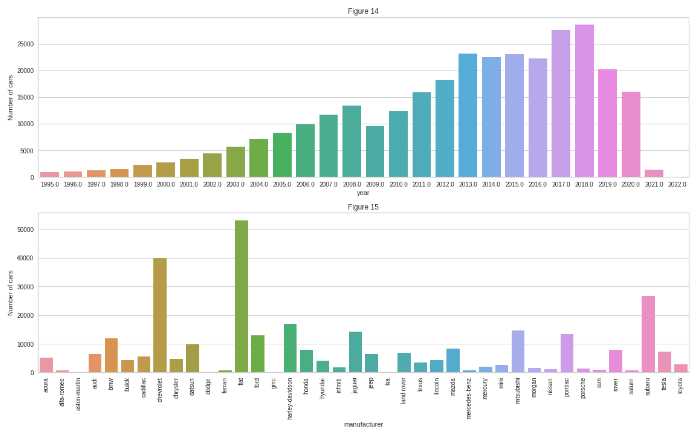 Figure 14
Number of cars
25000
20000
15000
10000
5000
0
1995.0 1996.0 1997.0 1998.0 1999.0 2000.0 2001.0 2002.0 2003.0 2004.0 2005.0 2006.0 2007.0 2008.0 2009.0 2010.0 2011.0 2012.0 2013.0 2014.0 2015.0 2016.0 2017.0 2018.0 2019.0 2020.0 2021.0 2022.0
year
Figure 15
Number of cars
50000
40000
30000
20000
10000
0
acura alfa-romeo aston-martin audi bmw buick cadillac chevrolet chrysler datsun dodge ferrari fiat ford gmc harley-davidson honda hyundai infiniti jaguar jeep kia land rover lexus lincoln mazda mercedes-benz mercury mini mitsubishi morgan nissan pontiac porsche ram rover saturn subaru tesla toyota
manufacturer